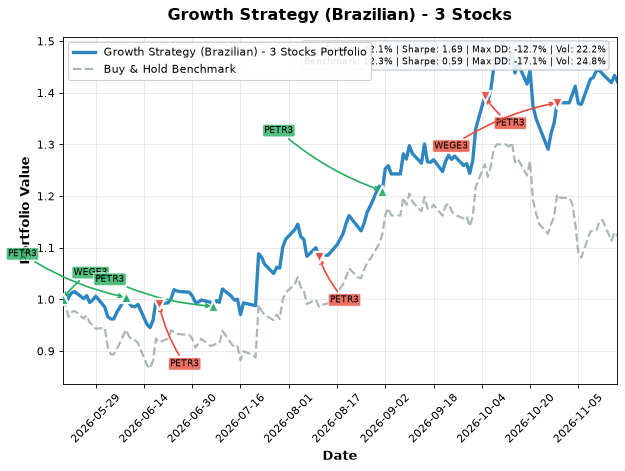 Growth Strategy (Brazilian) - 3 Stocks
Growth Strategy (Brazilian) - 3 Stocks Portfolio
Buy & Hold Benchmark
2.1% | Sharpe: 1.69 | Max DD: -12.7% | Vol: 22.2%
Benchmark: 12.3% | Sharpe: 0.59 | Max DD: -17.1% | Vol: 24.8%
Portfolio Value
1.5
1.4
1.3
1.2
1.1
1.0
0.9
PETR3
WEGE3
PETR3
PETR3
PETR3
PETR3
WEGE3
PETR3
2026-05-29
2026-06-14
2026-06-30
2026-07-16
2026-08-01
2026-08-17
2026-09-02
2026-09-18
2026-10-04
2026-10-20
2026-11-05
Date